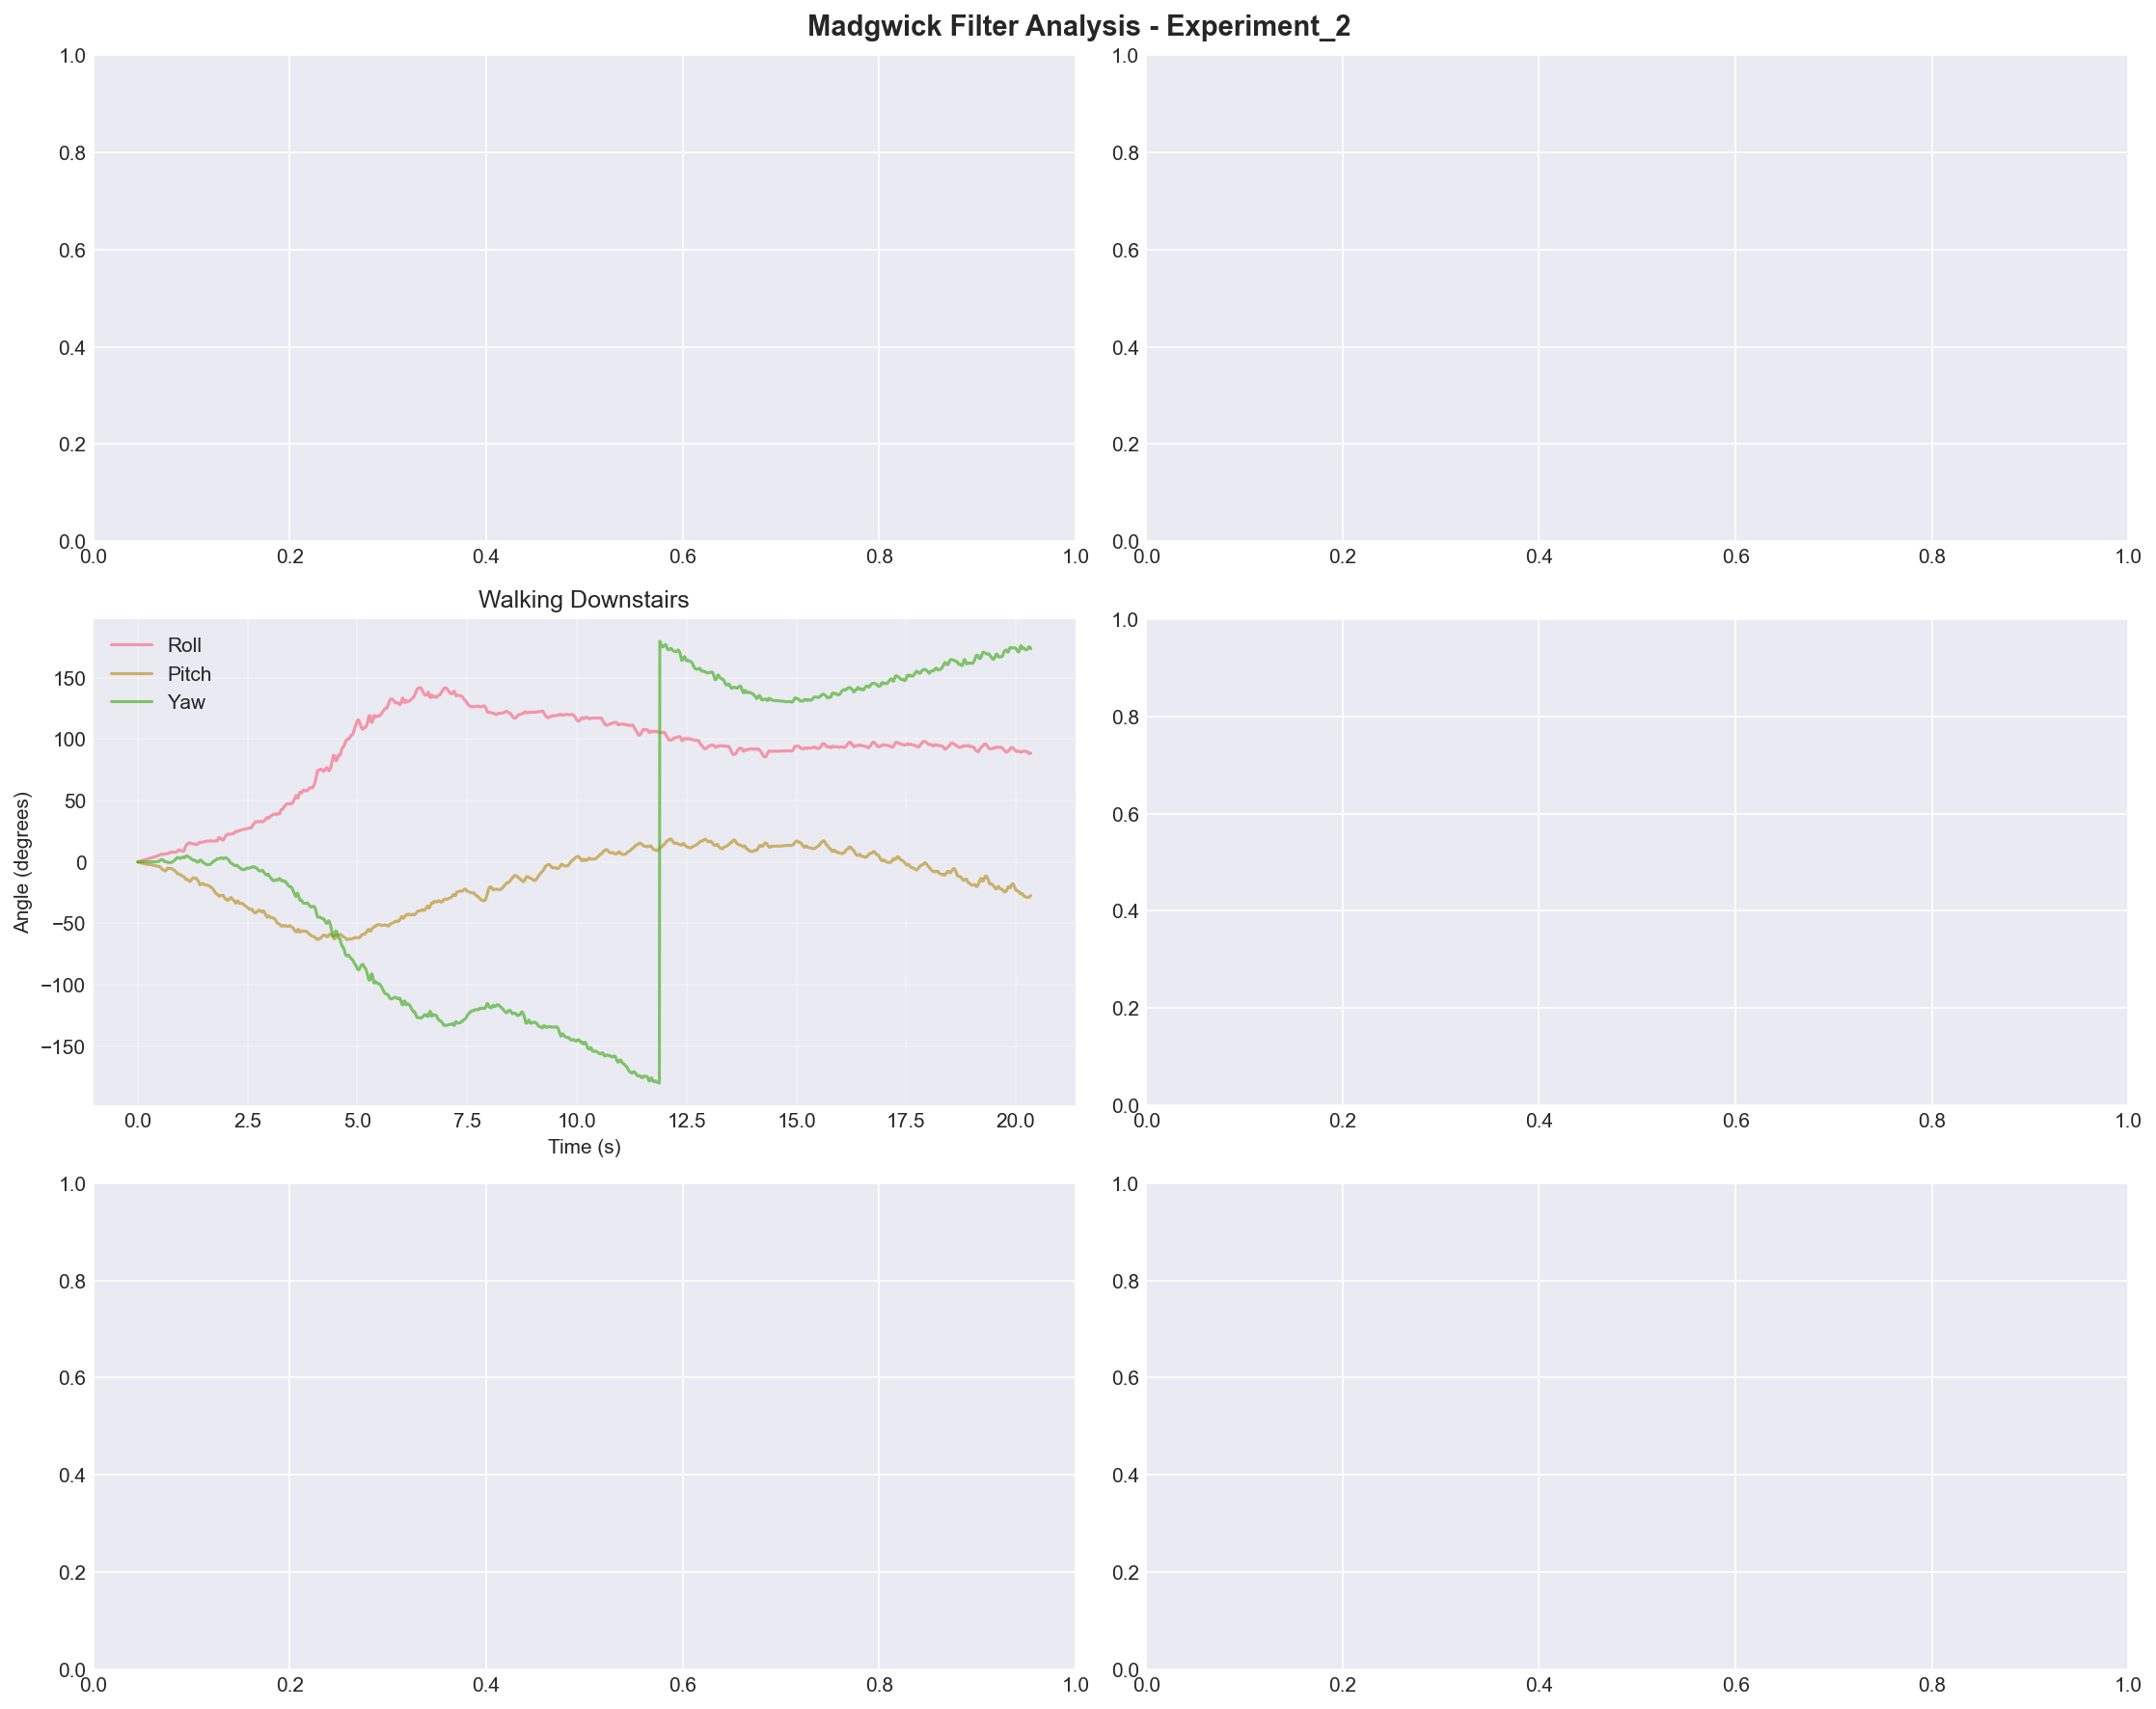 Madgwick Filter Analysis - Experiment_2
1.0
0.8
0.6
0.4
0.2
0.0
0.0 0.2 0.4 0.6 0.8 1.0
1.0
0.8
0.6
0.4
0.2
0.0
0.0 0.2 0.4 0.6 0.8 1.0
Walking Downstairs
Roll
Pitch
Yaw
Angle (degrees)
150
100
50
0
−50
−100
−150
0.0 2.5 5.0 7.5 10.0 12.5 15.0 17.5 20.0
Time (s)
1.0
0.8
0.6
0.4
0.2
0.0
0.0 0.2 0.4 0.6 0.8 1.0
1.0
0.8
0.6
0.4
0.2
0.0
0.0 0.2 0.4 0.6 0.8 1.0
1.0
0.8
0.6
0.4
0.2
0.0
0.0 0.2 0.4 0.6 0.8 1.0